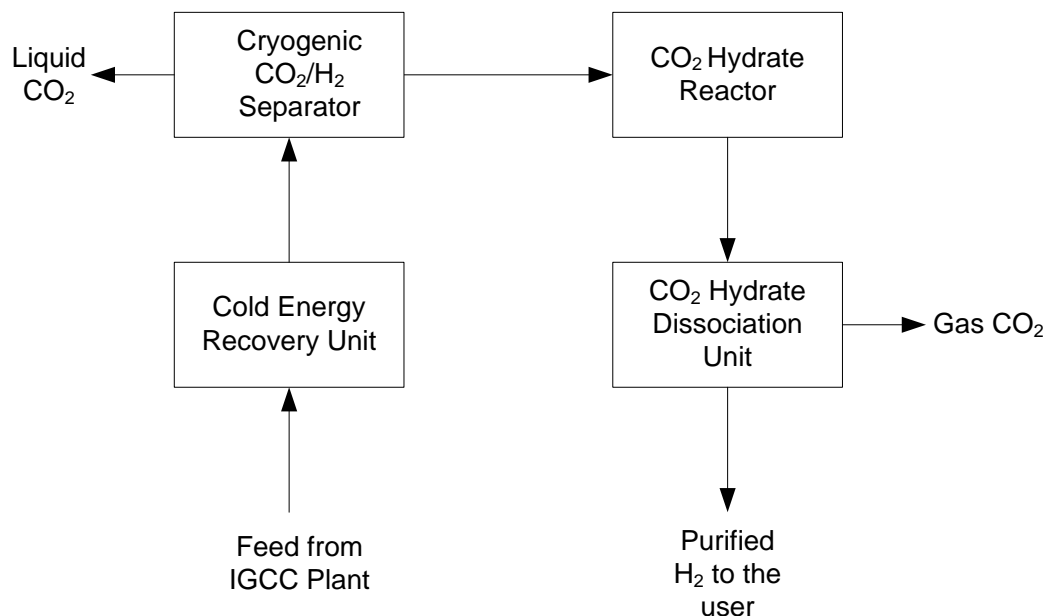 Liquid
CO₂
Cryogenic
CO₂/H₂
Separator
CO₂ Hydrate
Reactor
Cold Energy
Recovery Unit
CO₂ Hydrate
Dissociation
Unit
Gas CO₂
Feed from
IGCC Plant
Purified
H₂ to the
user